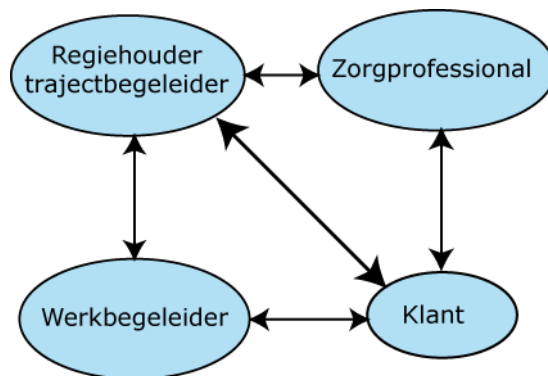 Regiehouder
trajectbegeleider
Zorgprofessional
Werkbegeleider
Klant